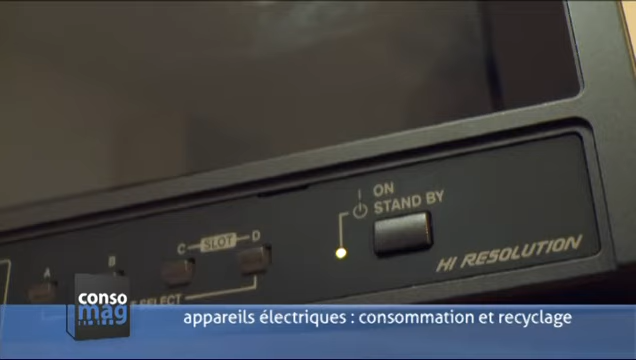 ON
STAND BY
C SLOT D
B
A
SELECT
HI RESOLUTION
conso
mag
appareils électriques : consommation et recyclage